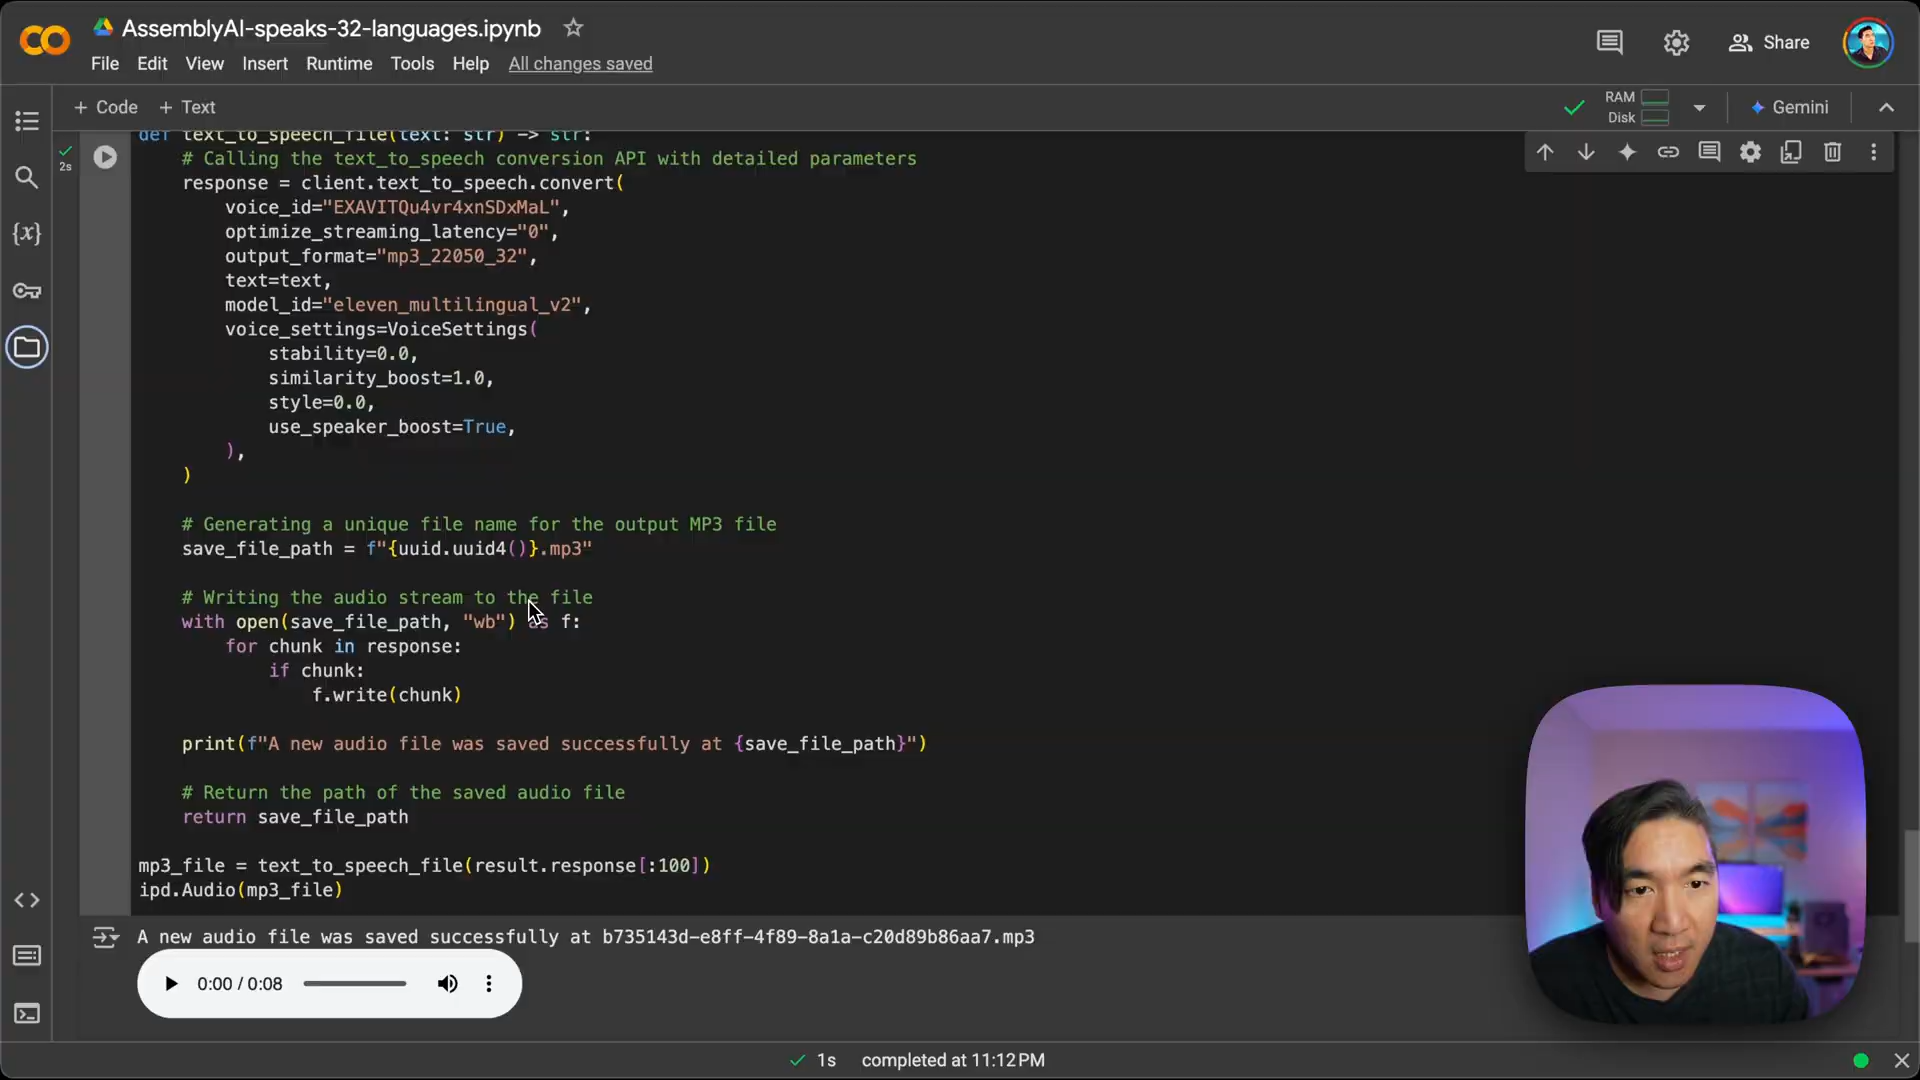 AssemblyAI-speaks-32-languages.ipynb
File Edit View Insert Runtime Tools Help All changes saved
Share
+ Code + Text
RAM
Disk
Gemini
2s
def text_to_speech_file(text: str) -> str:
# Calling the text_to_speech conversion API with detailed parameters
response = client.text_to_speech.convert(
voice_id="EXAVITQu4vr4xnSDxMaL",
optimize_streaming_latency="0",
output_format="mp3_22050_32",
text=text,
model_id="eleven_multilingual_v2",
voice_settings=VoiceSettings(
stability=0.0,
similarity_boost=1.0,
style=0.0,
use_speaker_boost=True,
),
)
# Generating a unique file name for the output MP3 file
save_file_path = f"{uuid.uuid4()}.mp3"
# Writing the audio stream to the file
with open(save_file_path, "wb") as f:
for chunk in response:
if chunk:
f.write(chunk)
print(f"A new audio file was saved successfully at {save_file_path}")
# Return the path of the saved audio file
return save_file_path
mp3_file = text_to_speech_file(result.response[:100])
ipd.Audio(mp3_file)
A new audio file was saved successfully at b735143d-e8ff-4f89-8a1a-c20d89b86aa7.mp3
0:00 / 0:08
1s completed at 11:12 PM